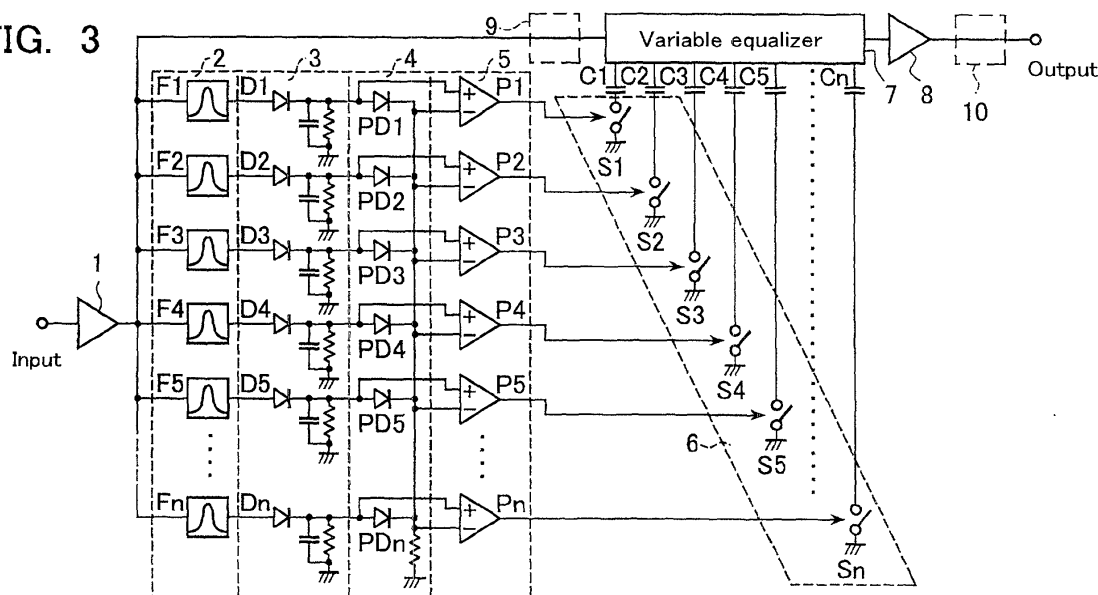 FIG. 3
9
Variable equalizer
7
8
10
Output
C1 C2 C3 C4 C5 Cn
2 3 4 5
F1 D1 PD1 P1 S1
F2 D2 PD2 P2 S2
F3 D3 PD3 P3 S3
1
Input
F4 D4 PD4 P4 S4
F5 D5 PD5 P5 S5
6
Fn Dn PDn Pn Sn